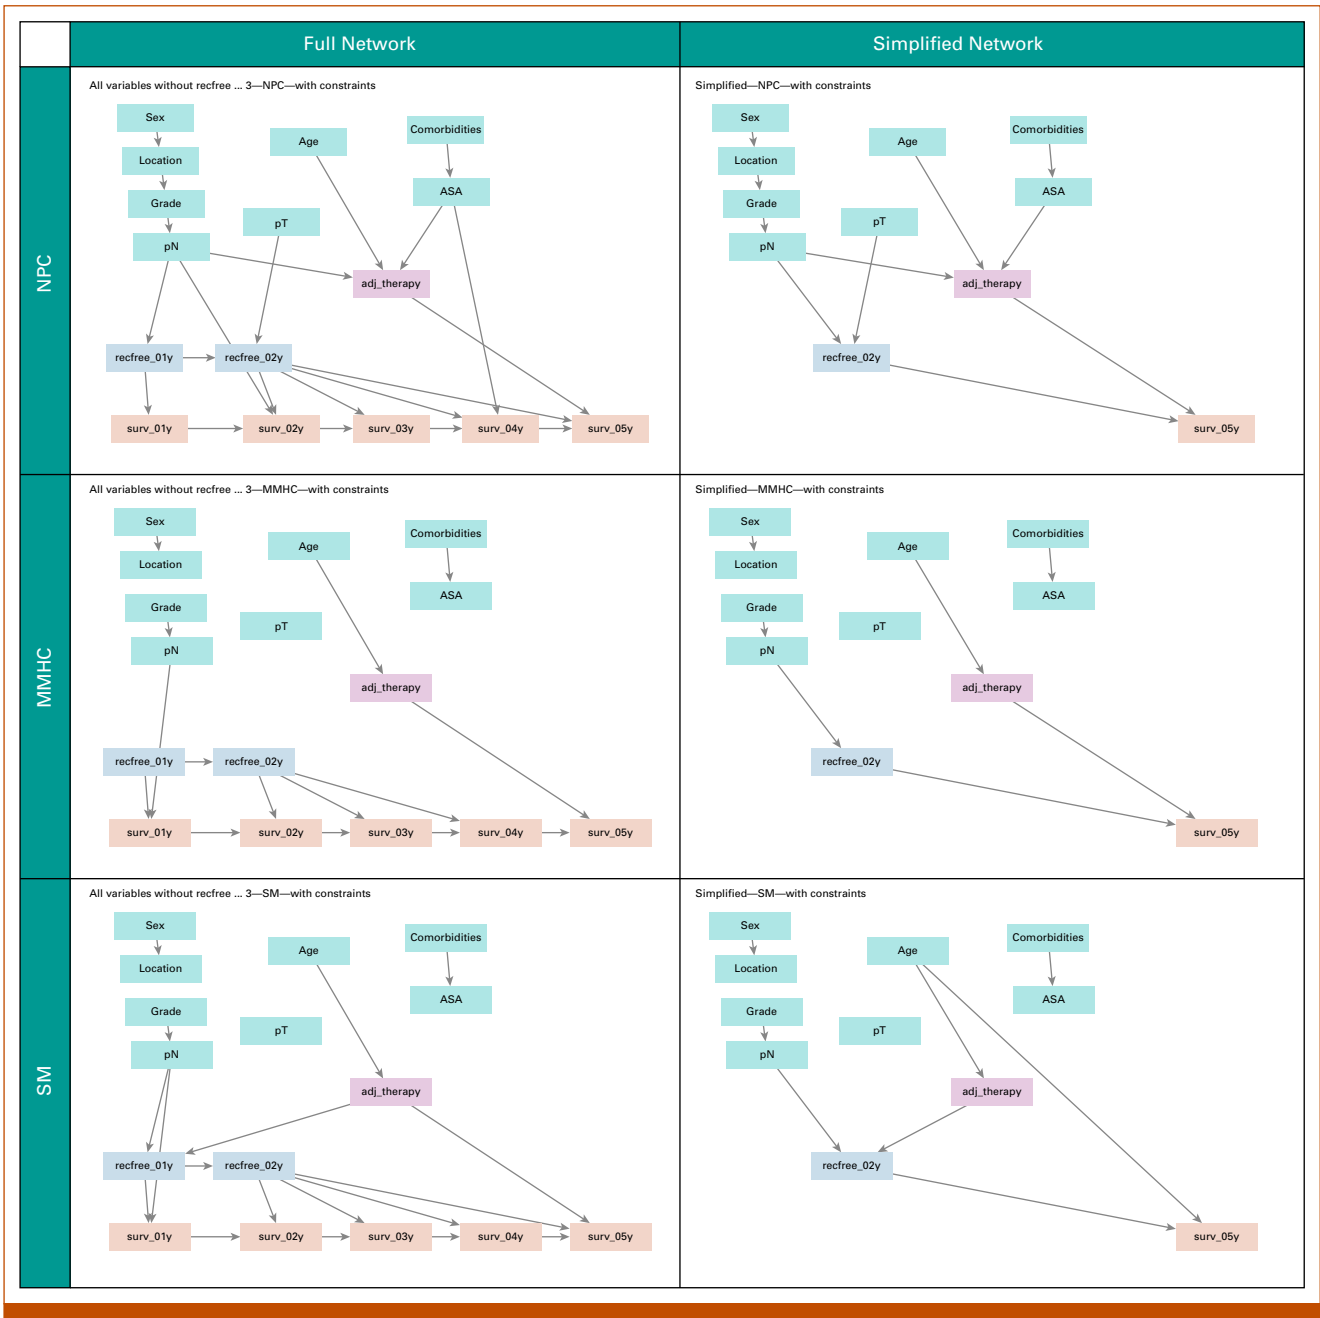 Full Network
Simplified Network
NPC
All variables without recfree ... 3—NPC—with constraints
Sex
Comorbidities
Age
Location
ASA
Grade
pT
pN
adj_therapy
recfree_01y
recfree_02y
surv_01y
surv_02y
surv_03y
surv_04y
surv_05y
Simplified—NPC—with constraints
Sex
Comorbidities
Age
Location
ASA
Grade
pT
pN
adj_therapy
recfree_02y
surv_05y
MMHC
All variables without recfree ... 3—MMHC—with constraints
Sex
Comorbidities
Age
Location
ASA
Grade
pT
pN
adj_therapy
recfree_01y
recfree_02y
surv_01y
surv_02y
surv_03y
surv_04y
surv_05y
Simplified—MMHC—with constraints
Sex
Comorbidities
Age
Location
ASA
Grade
pT
pN
adj_therapy
recfree_02y
surv_05y
SM
All variables without recfree ... 3—SM—with constraints
Sex
Comorbidities
Age
Location
ASA
Grade
pT
pN
adj_therapy
recfree_01y
recfree_02y
surv_01y
surv_02y
surv_03y
surv_04y
surv_05y
Simplified—SM—with constraints
Sex
Comorbidities
Age
Location
ASA
Grade
pT
pN
adj_therapy
recfree_02y
surv_05y